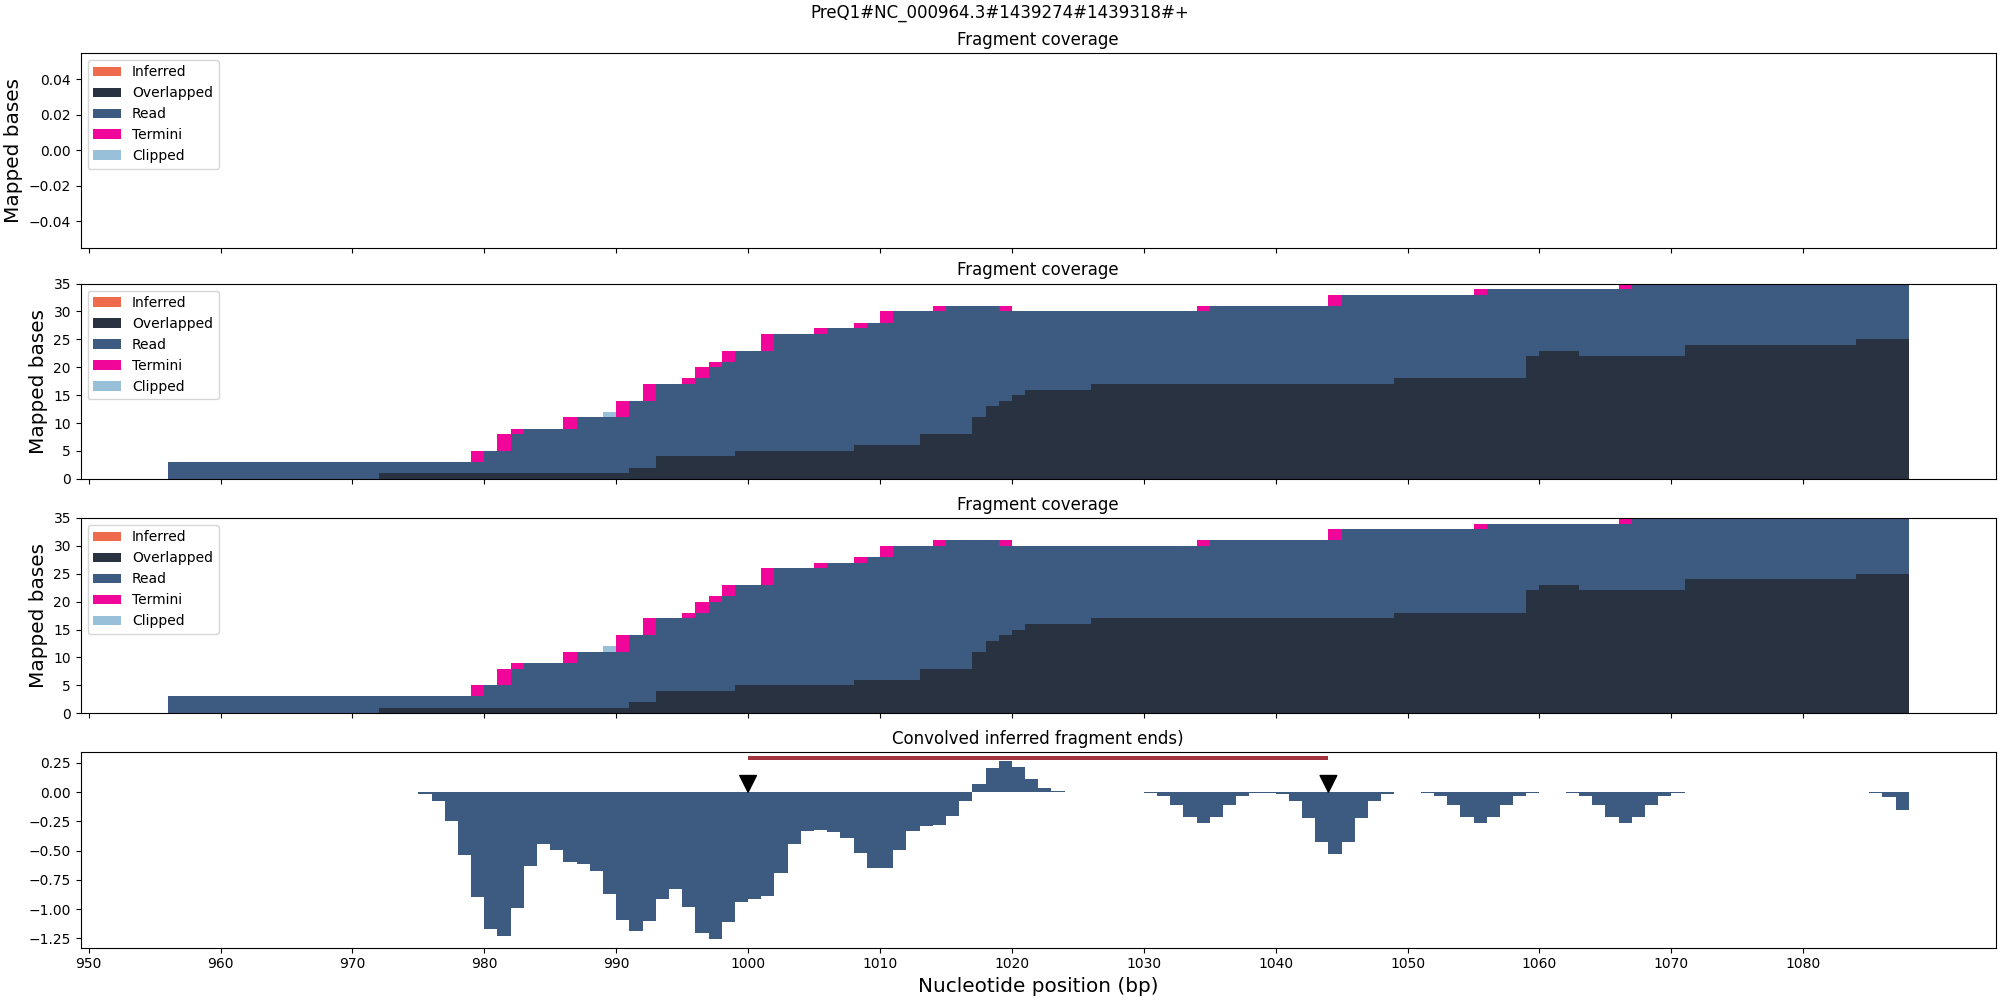 PreQ1#NC_000964.3#1439274#1439318#+
Fragment coverage
Mapped bases
0.04
0.02
0.00
−0.02
−0.04
Inferred
Overlapped
Read
Termini
Clipped
Fragment coverage
Mapped bases
35
30
25
20
15
10
5
0
Inferred
Overlapped
Read
Termini
Clipped
Fragment coverage
Mapped bases
35
30
25
20
15
10
5
0
Inferred
Overlapped
Read
Termini
Clipped
Convolved inferred fragment ends)
0.25
0.00
−0.25
−0.50
−0.75
−1.00
−1.25
950 960 970 980 990 1000 1010 1020 1030 1040 1050 1060 1070 1080
Nucleotide position (bp)